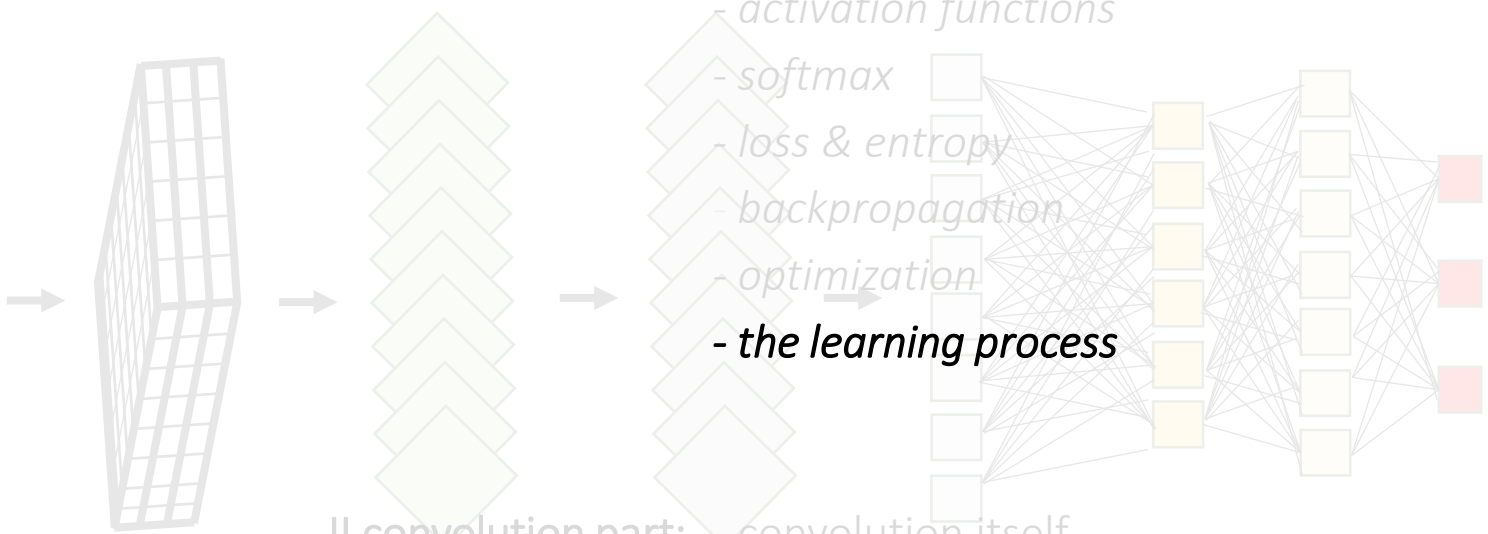 - activation functions
- softmax
- loss & entropy
- backpropagation
- optimization
- the learning process
II convolution part: - convolution itself